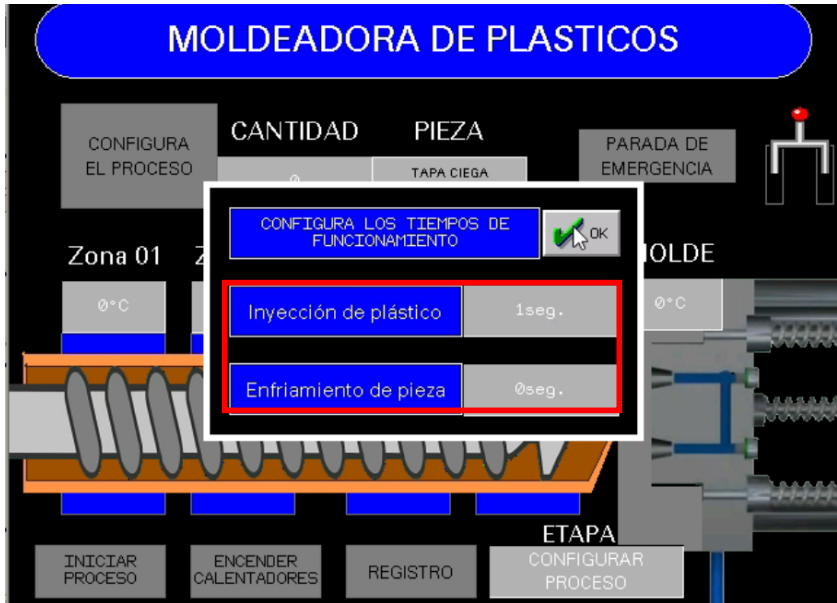 MOLDEADORA DE PLASTICOS
CONFIGURA
EL PROCESO
CANTIDAD
0
PIEZA
TAPA CIEGA
PARADA DE
EMERGENCIA
CONFIGURA LOS TIEMPOS DE
FUNCIONAMIENTO
OK
Zona 01
Z
OLDE
0°C
0°C
Inyección de plástico
1seg.
Enfriamiento de pieza
0seg.
ETAPA
INICIAR
PROCESO
ENCENDER
CALENTADORES
REGISTRO
CONFIGURAR
PROCESO